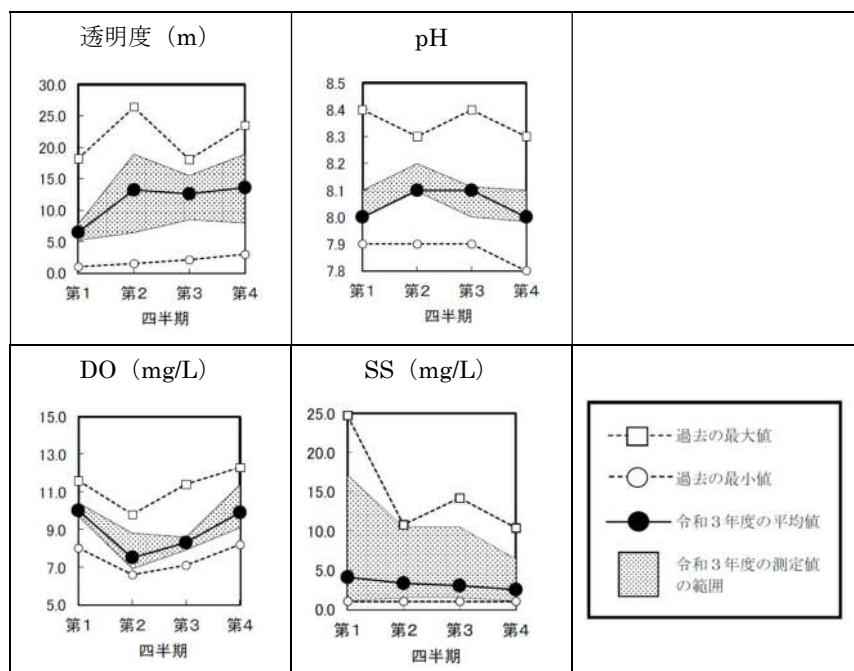 透明度（m）
30.0
25.0
20.0
15.0
10.0
5.0
0.0
第1 第2 第3 第4
四半期
pH
8.5
8.4
8.3
8.2
8.1
8.0
7.9
7.8
第1 第2 第3 第4
四半期
DO（mg/L）
15.0
13.0
11.0
9.0
7.0
5.0
第1 第2 第3 第4
四半期
SS（mg/L）
25.0
20.0
15.0
10.0
5.0
0.0
第1 第2 第3 第4
四半期
過去の最大値
過去の最小値
令和３年度の平均値
令和３年度の測定値
の範囲